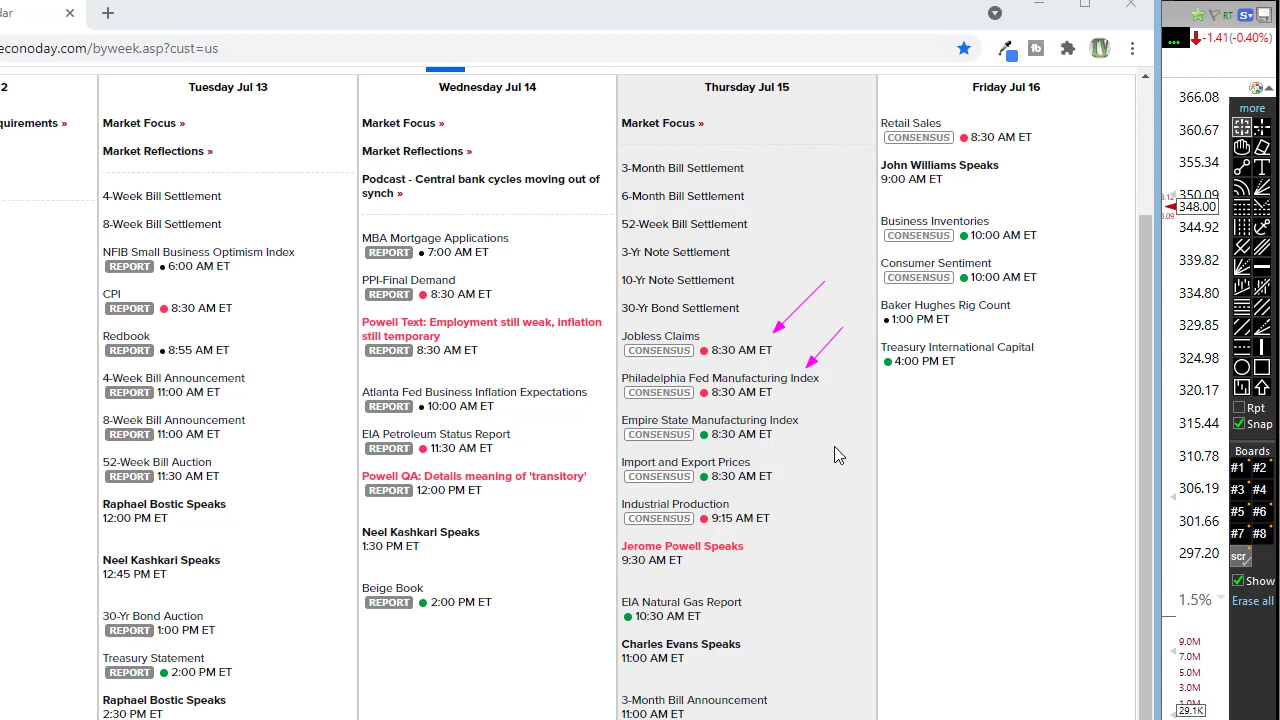 dar
econoday.com/byweek.asp?cust=us
2
quirements »
Tuesday Jul 13
Market Focus »
Market Reflections »
4-Week Bill Settlement
8-Week Bill Settlement
NFIB Small Business Optimism Index
REPORT 6:00 AM ET
CPI
REPORT 8:30 AM ET
Redbook
REPORT 8:55 AM ET
4-Week Bill Announcement
REPORT 11:00 AM ET
8-Week Bill Announcement
REPORT 11:00 AM ET
52-Week Bill Auction
REPORT 11:30 AM ET
Raphael Bostic Speaks
12:00 PM ET
Neel Kashkari Speaks
12:45 PM ET
30-Yr Bond Auction
REPORT 1:00 PM ET
Treasury Statement
REPORT 2:00 PM ET
Raphael Bostic Speaks
2:30 PM ET
Wednesday Jul 14
Market Focus »
Market Reflections »
Podcast - Central bank cycles moving out of
synch »
MBA Mortgage Applications
REPORT 7:00 AM ET
PPI-Final Demand
REPORT 8:30 AM ET
Powell Text: Employment still weak, inflation
still temporary
REPORT 8:30 AM ET
Atlanta Fed Business Inflation Expectations
REPORT 10:00 AM ET
EIA Petroleum Status Report
REPORT 11:30 AM ET
Powell QA: Details meaning of 'transitory'
REPORT 12:00 PM ET
Neel Kashkari Speaks
1:30 PM ET
Beige Book
REPORT 2:00 PM ET
Thursday Jul 15
Market Focus »
3-Month Bill Settlement
6-Month Bill Settlement
52-Week Bill Settlement
3-Yr Note Settlement
10-Yr Note Settlement
30-Yr Bond Settlement
Jobless Claims
CONSENSUS 8:30 AM ET
Philadelphia Fed Manufacturing Index
CONSENSUS 8:30 AM ET
Empire State Manufacturing Index
CONSENSUS 8:30 AM ET
Import and Export Prices
CONSENSUS 8:30 AM ET
Industrial Production
CONSENSUS 9:15 AM ET
Jerome Powell Speaks
9:30 AM ET
EIA Natural Gas Report
10:30 AM ET
Charles Evans Speaks
11:00 AM ET
3-Month Bill Announcement
11:00 AM ET
Friday Jul 16
Retail Sales
CONSENSUS 8:30 AM ET
John Williams Speaks
9:00 AM ET
Business Inventories
CONSENSUS 10:00 AM ET
Consumer Sentiment
CONSENSUS 10:00 AM ET
Baker Hughes Rig Count
1:00 PM ET
Treasury International Capital
4:00 PM ET
RT
-1.41(-0.40%)
366.08
360.67
355.34
350.09
348.00
344.92
339.82
334.80
329.85
324.98
320.17
315.44
310.78
306.19
301.66
297.20
1.5%
9.0M
7.0M
5.0M
3.0M
29.1K
more
Rpt
Snap
Boards
#1 #2
#3 #4
#5 #6
#7 #8
scr
Show
Erase all